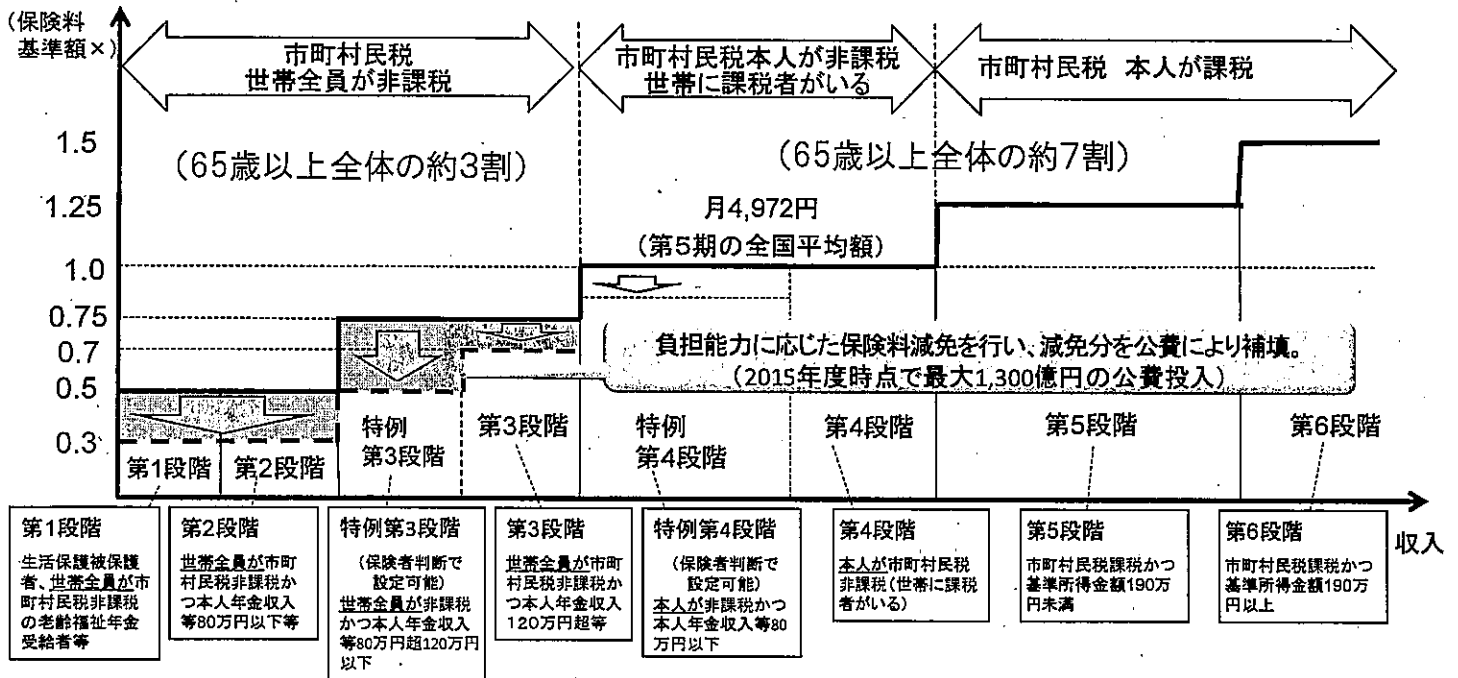 (保険料
基準額×)
市町村民税
世帯全員が非課税
市町村民税本人が非課税
世帯に課税者がいる
市町村民税 本人が課税
1.5
(65歳以上全体の約3割)
(65歳以上全体の約7割)
1.25
月4,972円
(第5期の全国平均額)
1.0
0.75
0.7
負担能力に応じた保険料減免を行い、減免分を公費により補填。
(2015年度時点で最大1,300億円の公費投入)
0.5
0.3
第1段階
第2段階
特例
第3段階
第3段階
特例
第4段階
第4段階
第5段階
第6段階
収入
第1段階
生活保護被保護
者、世帯全員が市
町村民税非課税
の老齢福祉年金
受給者等
第2段階
世帯全員が市町
村民税非課税か
つ本人年金収入
等80万円以下等
特例第3段階
(保険者判断で
設定可能)
世帯全員が非課税
かつ本人年金収入
等80万円超120万円
以下
第3段階
世帯全員が市町
村民税非課税か
つ本人年金収入
120万円超等
特例第4段階
(保険者判断で
設定可能)
本人が非課税かつ
本人年金収入等80
万円以下
第4段階
本人が市町村民税
非課税(世帯に課税
者がいる)
第5段階
市町村民税課税かつ
基準所得金額190万
円未満
第6段階
市町村民税課税かつ
基準所得金額190万
円以上